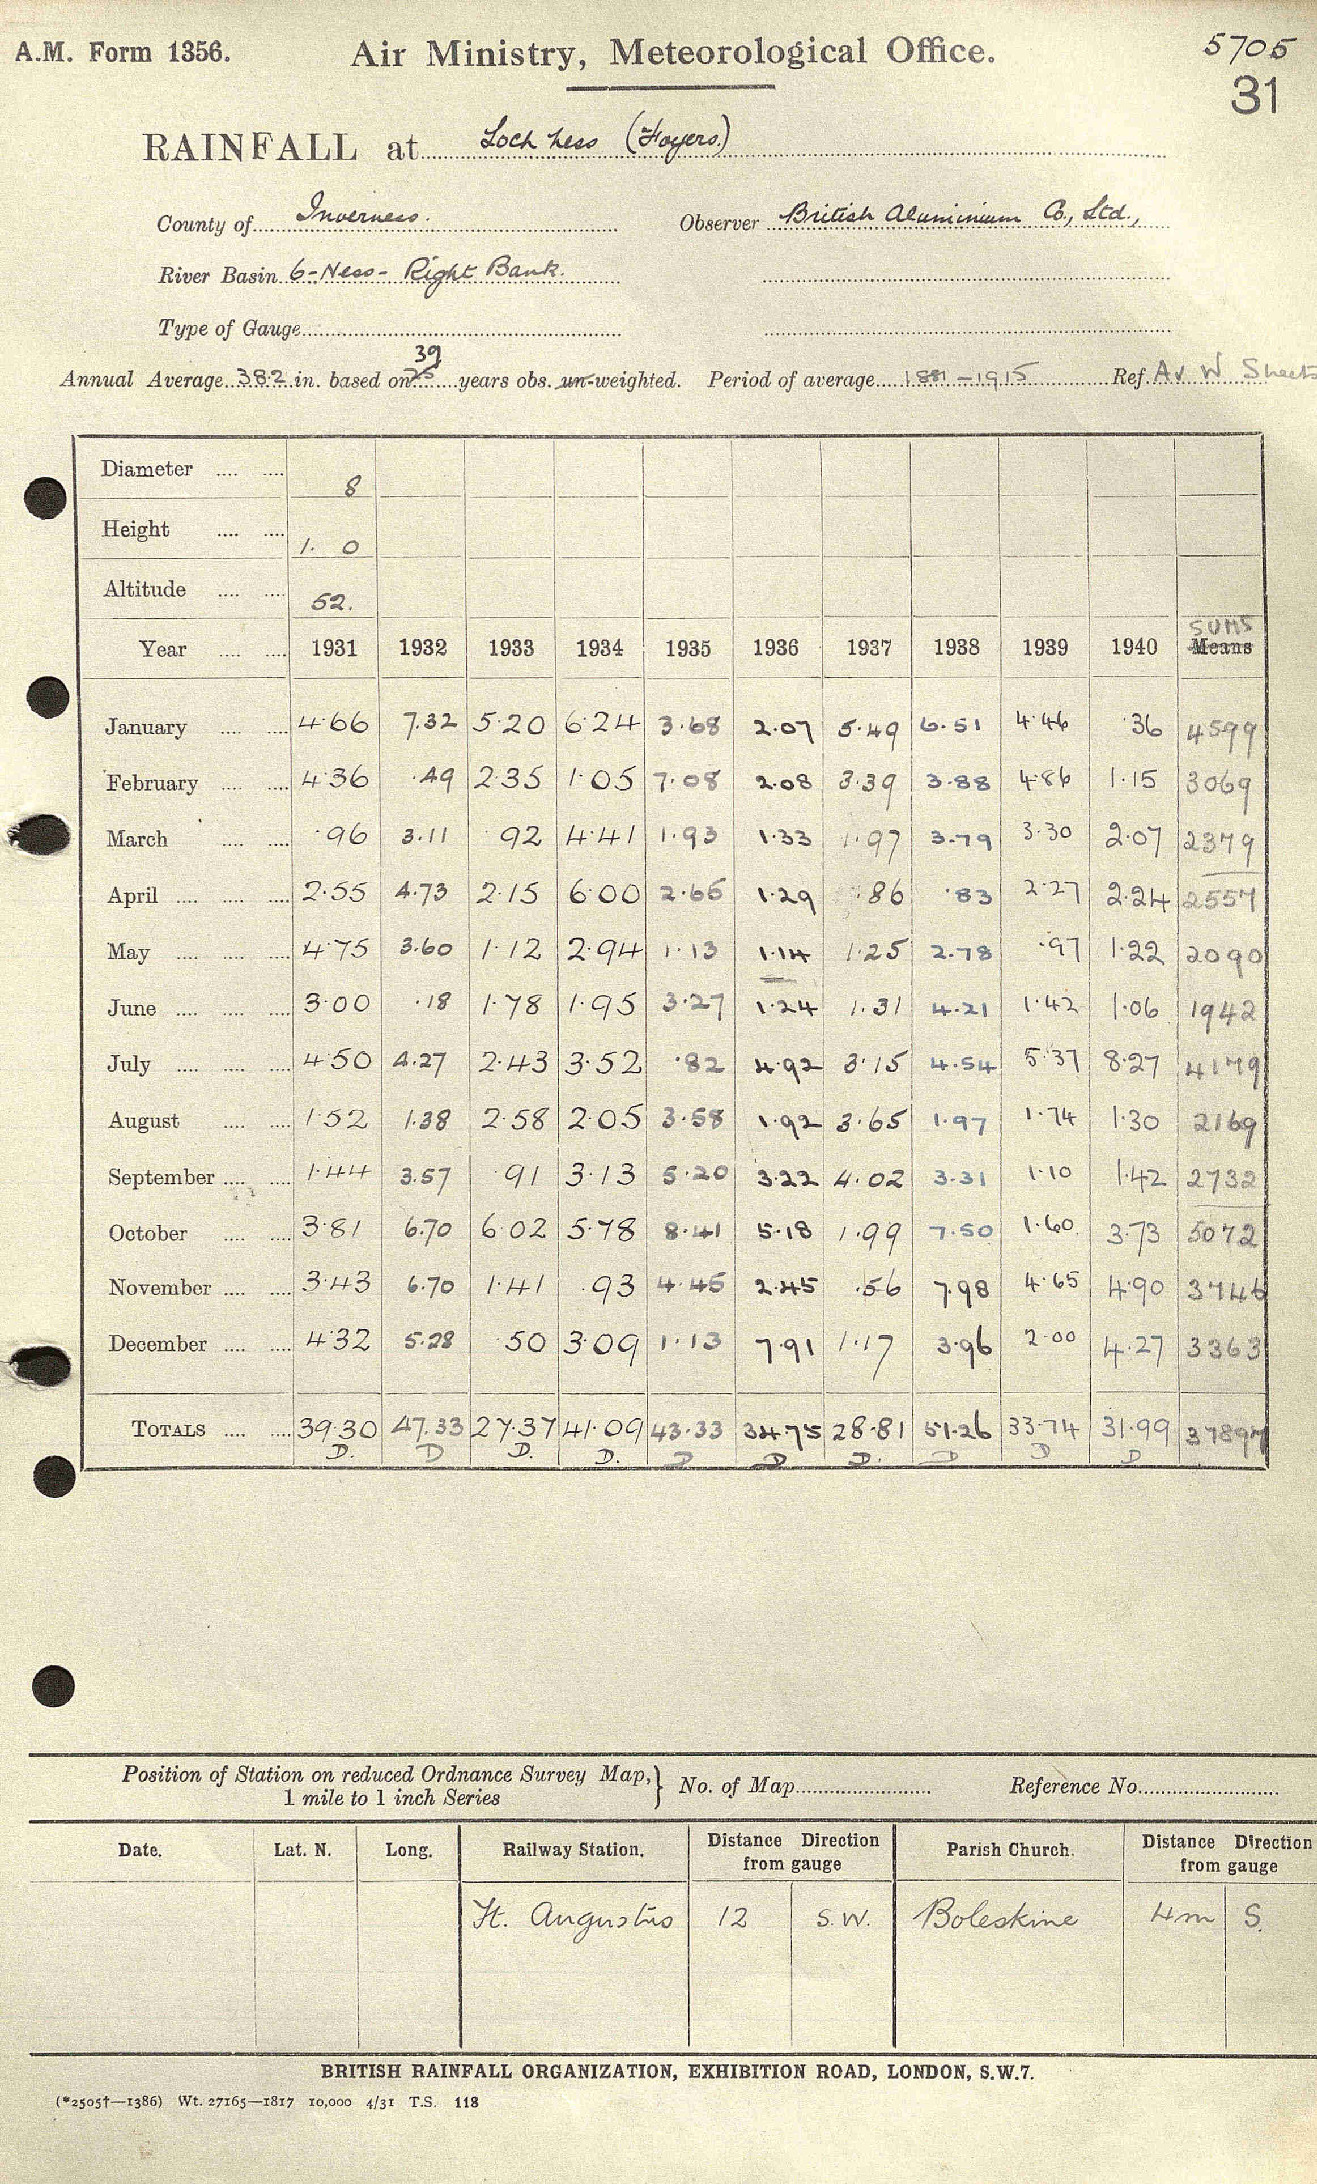 A.M. Form 1356. Air Ministry, Meteorological Office. 5705
31
RAINFALL at Loch Ness (Foyers.)
County of Inverness. Observer British Aluminium Co., Ltd.,
River Basin 6-Ness- Right Bank.
Type of Gauge
39
Annual Average 38.2 in. based on 25 years obs. un-weighted. Period of average 1881-1915 Ref. Av W Sheets
Diameter 8
Height 1. 0
Altitude 52.
SUMS
Year 1931 1932 1933 1934 1935 1936 1937 1938 1939 1940 Means
January 4.66 7.32 5.20 6.24 3.68 2.07 5.49 6.51 4.46 .36 4599
February 4.36 .49 2.35 1.05 7.08 2.08 3.39 3.88 4.86 1.15 3069
March .96 3.11 .92 4.41 1.93 1.33 1.97 3.79 3.30 2.07 2379
April 2.55 4.73 2.15 6.00 2.65 1.29 .86 .83 2.27 2.24 2557
May 4.75 3.60 1.12 2.94 1.13 1.14 1.25 2.78 .97 1.22 2090
June 3.00 .18 1.78 1.95 3.27 1.24 1.31 4.21 1.42 1.06 1942
July 4.50 4.27 2.43 3.52 .82 4.92 3.15 4.54 5.37 8.27 4179
August 1.52 1.38 2.58 2.05 3.58 1.92 3.65 1.97 1.74 1.30 2169
September 1.44 3.57 .91 3.13 5.20 3.22 4.02 3.31 1.10 1.42 2732
October 3.81 6.70 6.02 5.78 8.41 5.18 1.99 7.50 1.60 3.73 5072
November 3.43 6.70 1.41 .93 4.45 2.45 .56 7.98 4.65 4.90 3746
December 4.32 5.28 .50 3.09 1.13 7.91 1.17 3.96 2.00 4.27 3363
TOTALS 39.30 47.33 27.37 41.09 43.33 34.75 28.81 51.26 33.74 31.99 37897
D. D D. D. D D D. D D D
Position of Station on reduced Ordnance Survey Map, } No. of Map Reference No.
1 mile to 1 inch Series
Date. Lat. N. Long. Railway Station. Distance Direction from gauge Parish Church. Distance Direction from gauge
Ft. Augustus 12 S.W. Boleskine 4m S.
BRITISH RAINFALL ORGANIZATION, EXHIBITION ROAD, LONDON, S.W.7.
(*2505†—1386) Wt. 27165—1817 10,000 4/31 T.S. 118